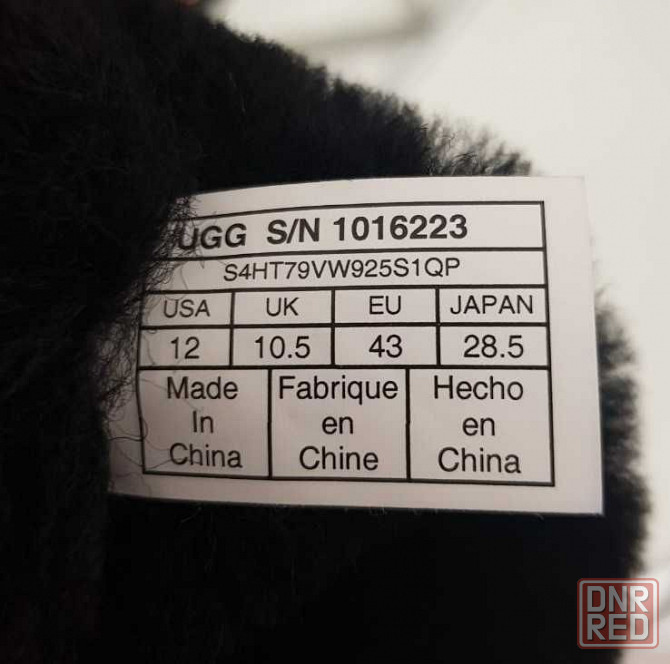 UGG S/N 1016223
S4HT79VW925S1QP
USA UK EU JAPAN
12 10.5 43 28.5
Made In China
Fabrique en Chine
Hecho en China
DNR
RED